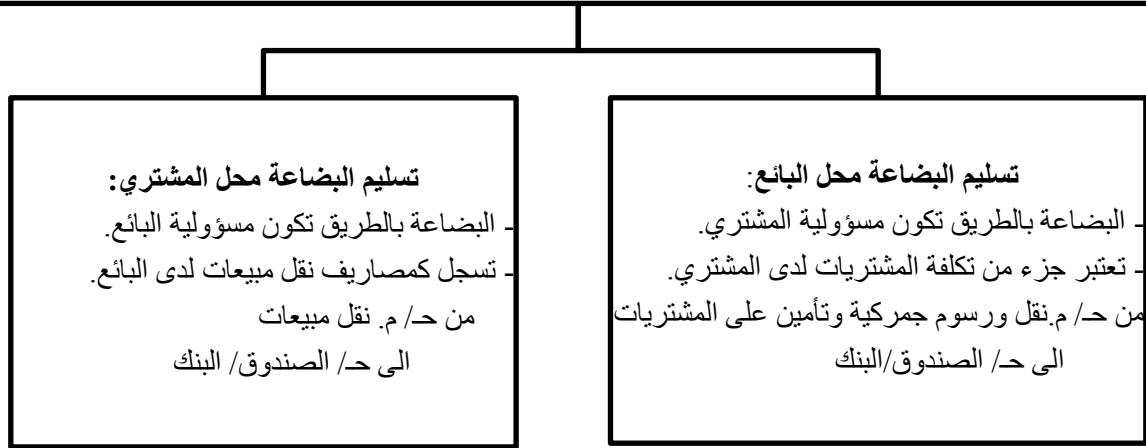 تسليم البضاعة محل البائع:
- البضاعة بالطريق تكون مسؤولية المشتري.
- تعتبر جزء من تكلفة المشتريات لدى المشتري.
من حـ/ م.نقل ورسوم جمركية وتأمين على المشتريات
الى حـ/ الصندوق/البنك
تسليم البضاعة محل المشتري:
- البضاعة بالطريق تكون مسؤولية البائع.
- تسجل كمصاريف نقل مبيعات لدى البائع.
من حـ/ م. نقل مبيعات
الى حـ/ الصندوق/ البنك